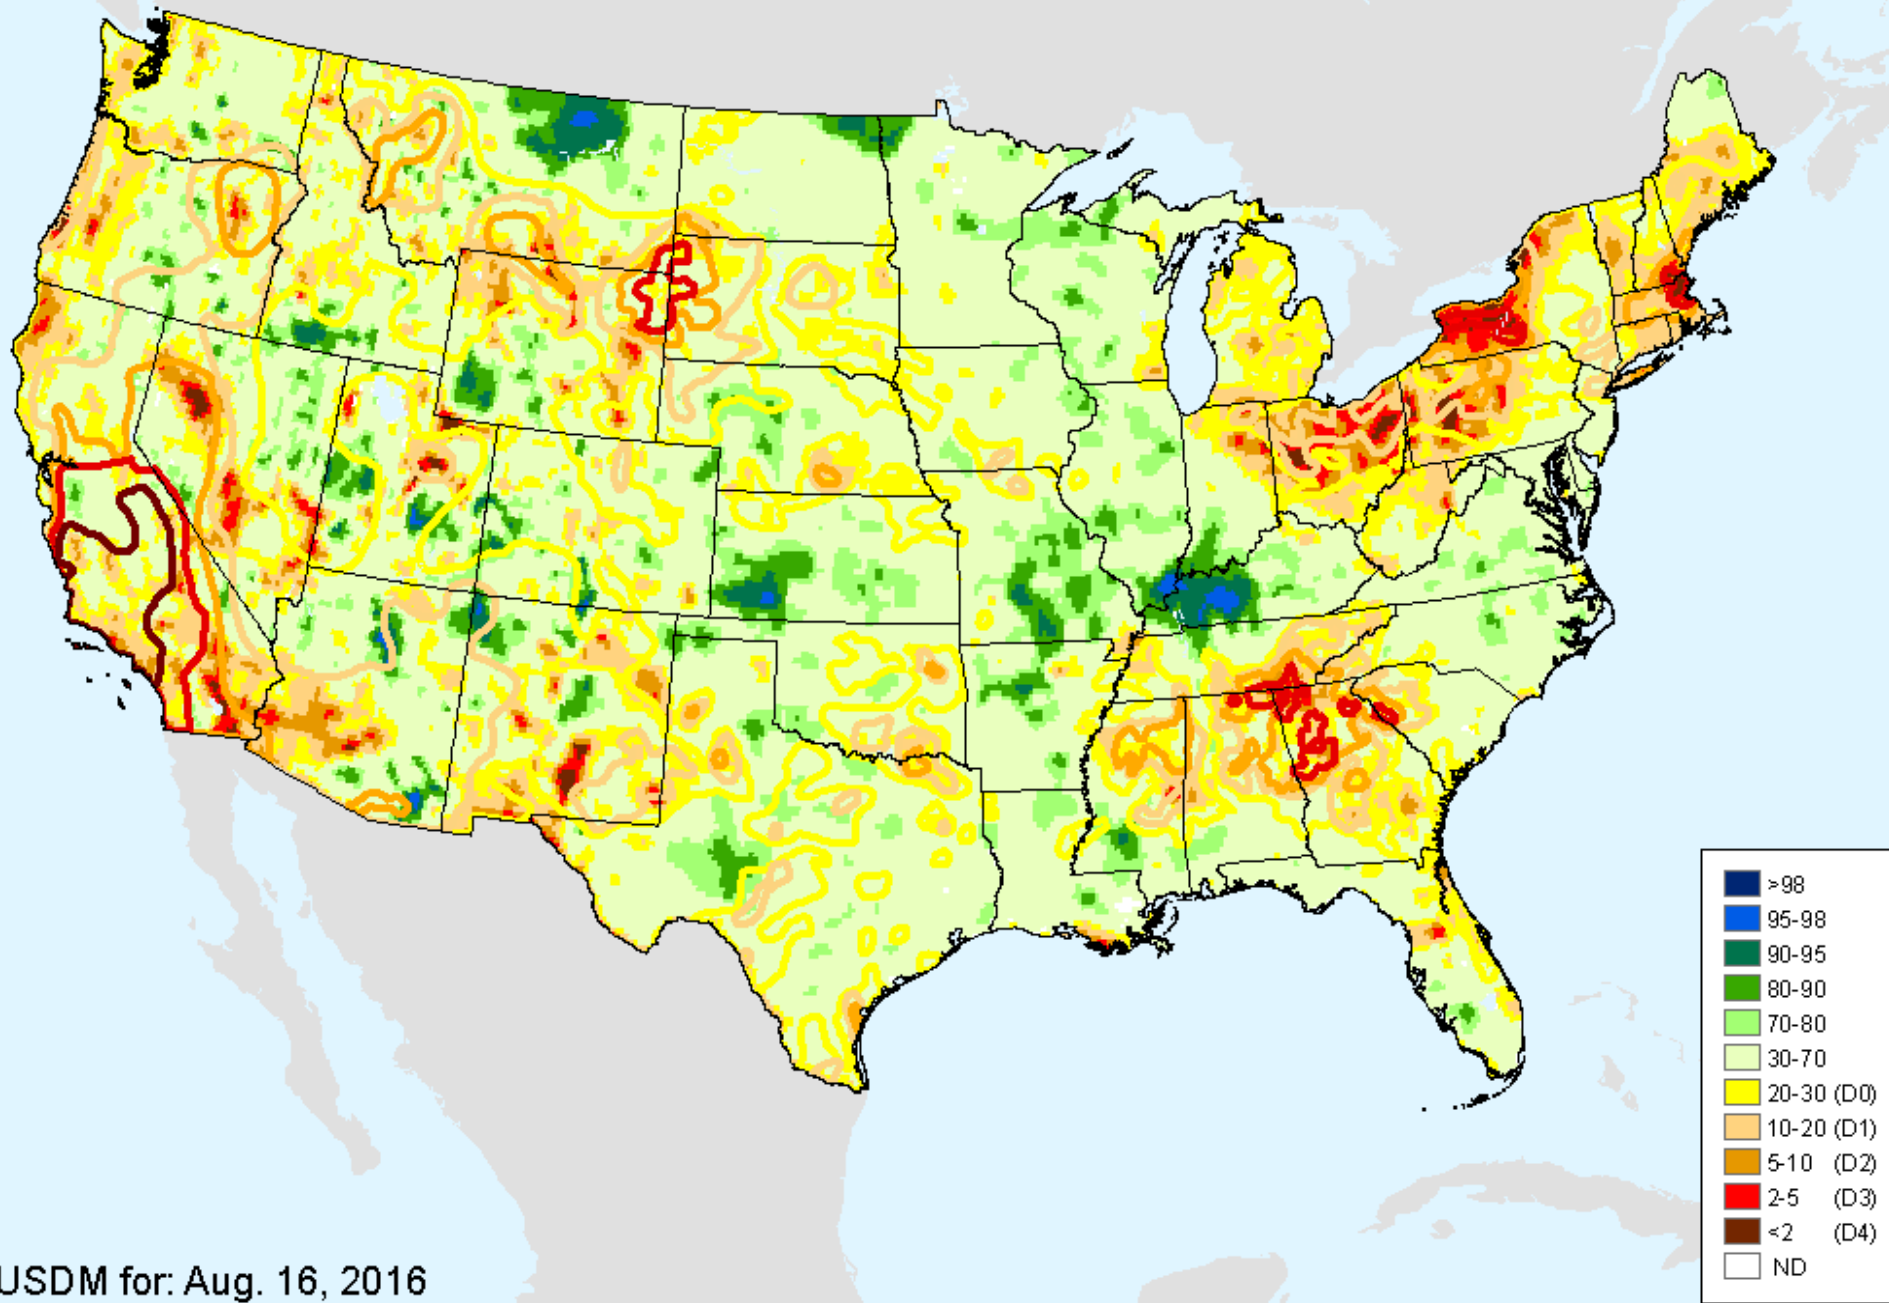 >98
95-98
90-95
80-90
70-80
30-70
20-30 (D0)
10-20 (D1)
5-10 (D2)
2-5 (D3)
<2 (D4)
ND
USDM for: Aug. 16, 2016